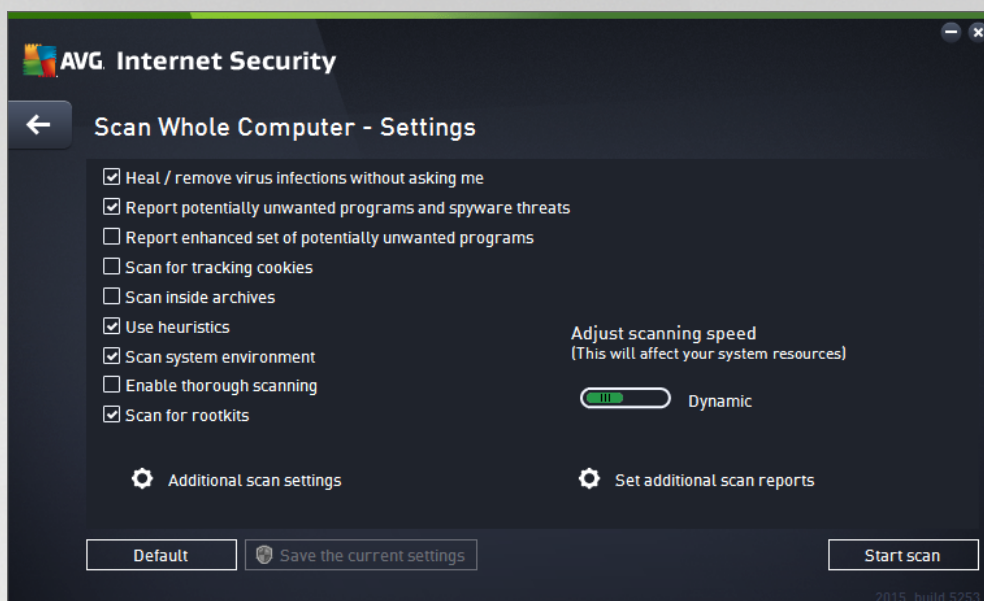 AVG. Internet Security
Scan Whole Computer - Settings
Heal / remove virus infections without asking me
Report potentially unwanted programs and spyware threats
Report enhanced set of potentially unwanted programs
Scan for tracking cookies
Scan inside archives
Use heuristics
Scan system environment
Enable thorough scanning
Scan for rootkits
Adjust scanning speed
(This will affect your system resources)
Dynamic
Additional scan settings
Set additional scan reports
Default
Save the current settings
Start scan
2015, build 5253